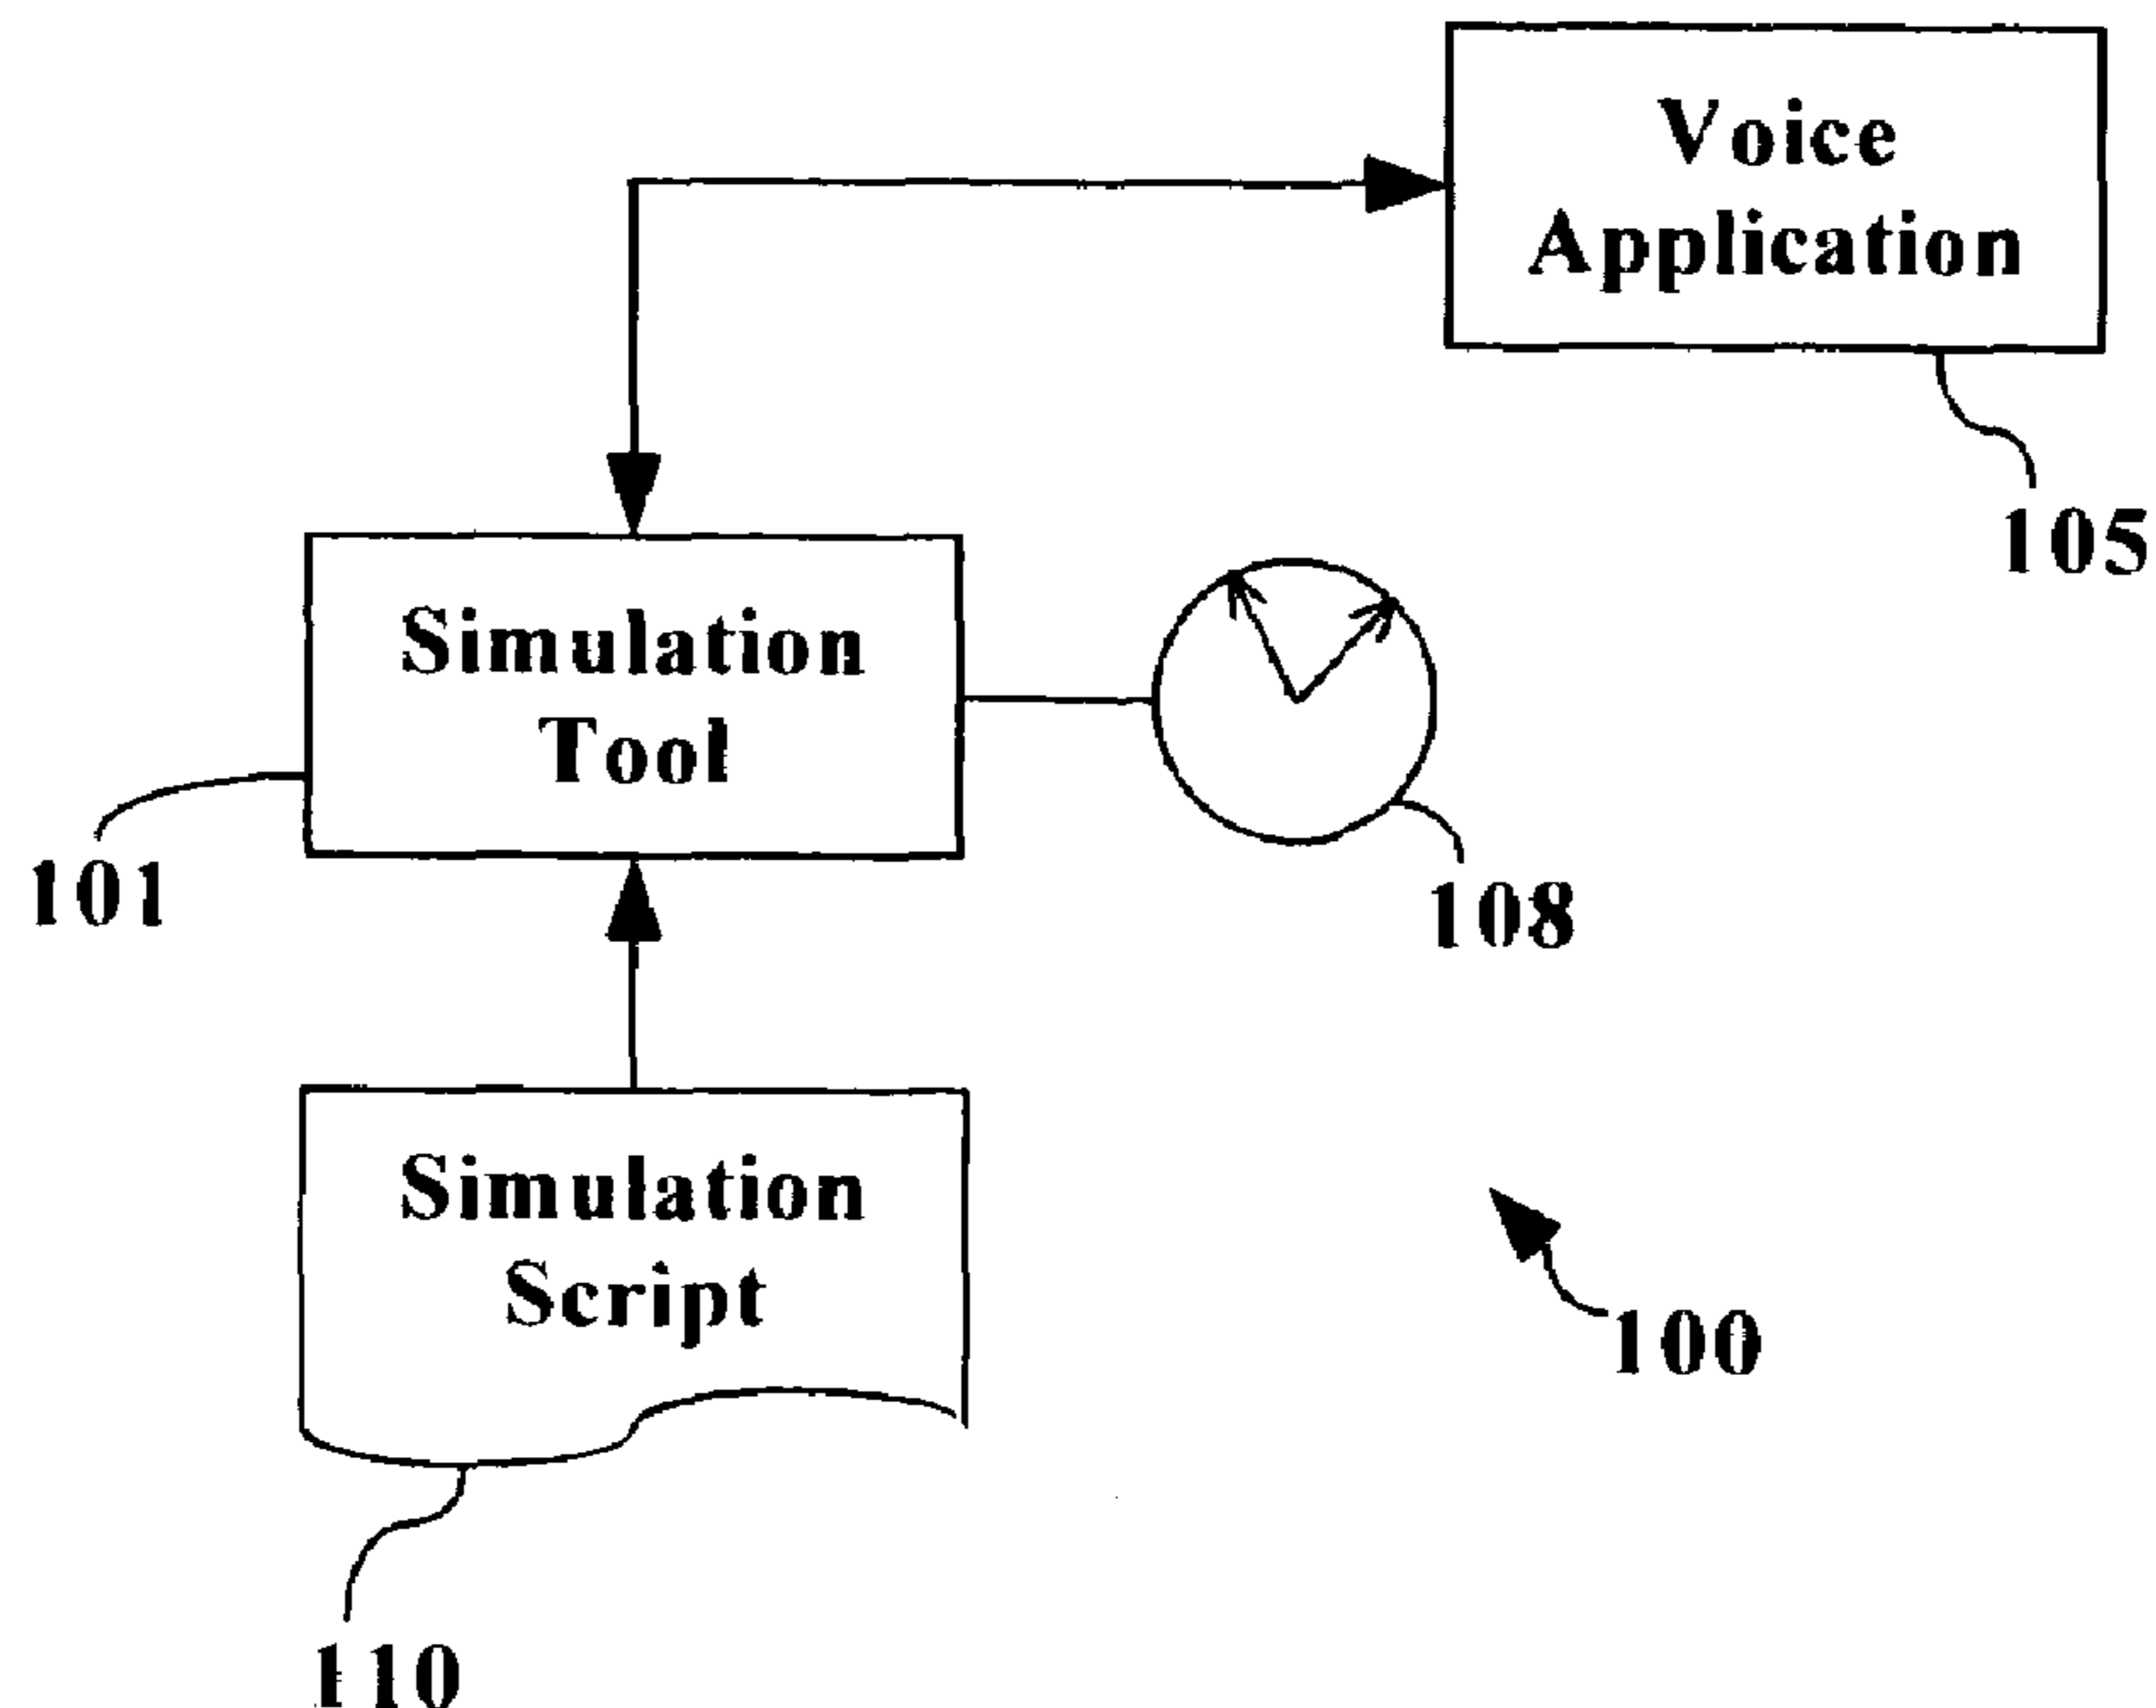 Voice
Application
105
Simulation
Tool
101
108
Simulation
Script
100
110